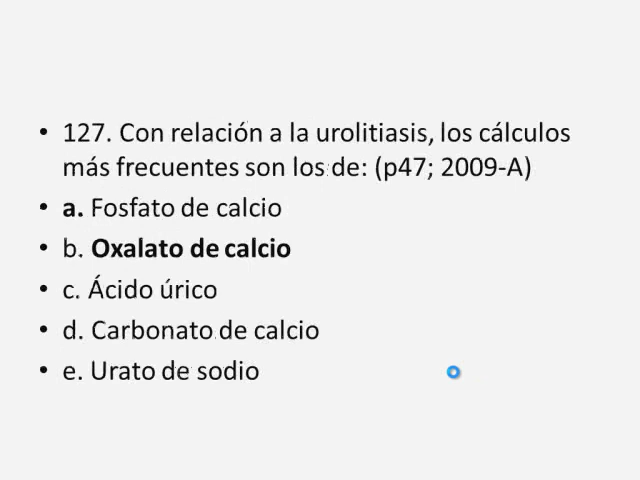 • 127. Con relación a la urolitiasis, los cálculos
más frecuentes son los de: (p47; 2009-A)
• a. Fosfato de calcio
• b. Oxalato de calcio
• c. Ácido úrico
• d. Carbonato de calcio
• e. Urato de sodio